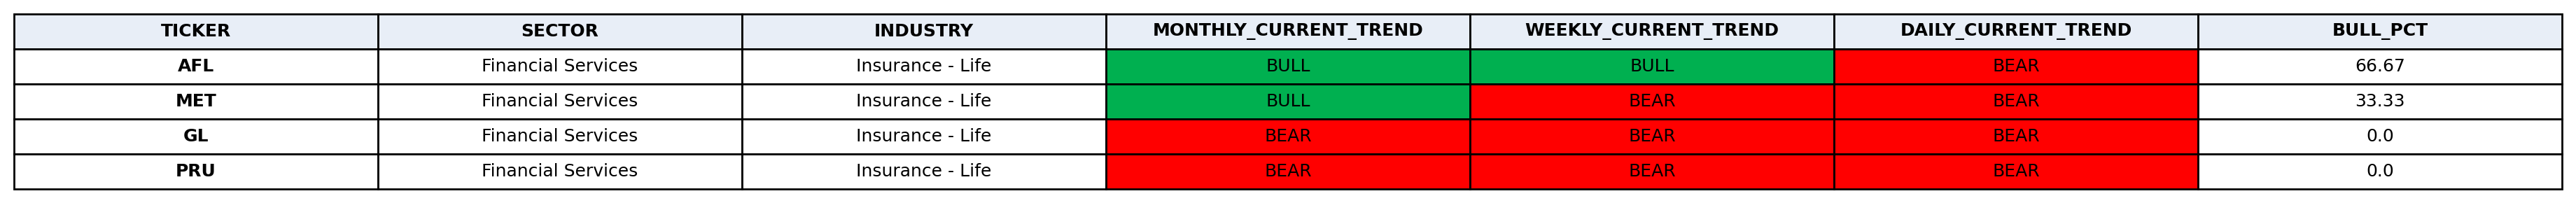 TICKER SECTOR INDUSTRY MONTHLY_CURRENT_TREND WEEKLY_CURRENT_TREND DAILY_CURRENT_TREND BULL_PCT
AFL Financial Services Insurance - Life BULL BULL BEAR 66.67
MET Financial Services Insurance - Life BULL BEAR BEAR 33.33
GL Financial Services Insurance - Life BEAR BEAR BEAR 0.0
PRU Financial Services Insurance - Life BEAR BEAR BEAR 0.0